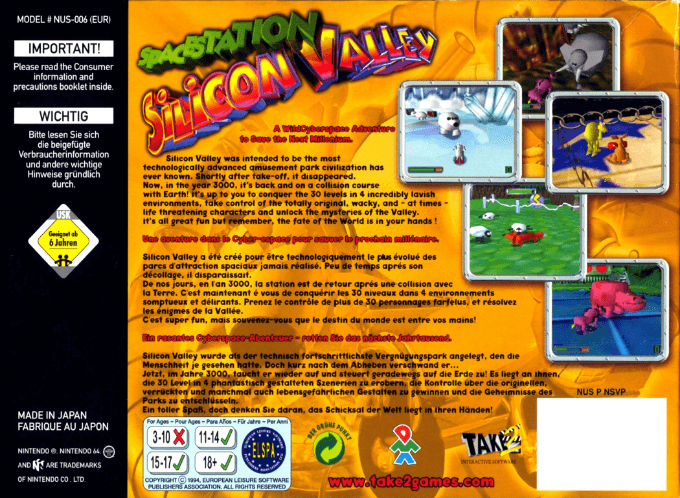 MODEL # NUS-006 (EUR)
IMPORTANT!
Please read the Consumer
information and
precautions booklet inside.
WICHTIG
Bitte lesen Sie sich
die beigefügte
Verbraucherinformation
und andere wichtige
Hinweise gründlich
durch.
USK
Geeignet ab
6 Jahren
MADE IN JAPAN
FABRIQUE AU JAPON
NINTENDO ®, NINTENDO 64
AND N ARE TRADEMARKS
OF NINTENDO CO., LTD.
SPACESTATION
SILICON VALLEY
A WildCyberspace Adventure
to Save the Next Millenium.
Silicon Valley was intended to be the most
technologically advanced amusement park civilization has
ever known. Shortly after take-off, it disappeared.
Now, in the year 3000, it's back and on a collision course
with Earth! It's up to you to conquer the 30 levels in 4 incredibly lavish
environments, take control of the totally original, wacky, and - at times -
life threatening characters and unlock the mysteries of the Valley.
It's all great fun but remember, the fate of the World is in your hands !
Une aventure dans le Cyber-espace pour sauver le prochain millénaire.
Silicon Valley a été créé pour être technologiquement le plus évolué des
parcs d'attraction spaciaux jamais réalisé. Peu de temps après son
décollage, il disparaissait.
De nos jours, en l'an 3000, la station est de retour après une collision avec
la Terre. C'est maintenant é vous de conquérir les 30 niveaux dans 4 environnements
somptueux et délirants. Prenez le contrôle de plus de 30 personnages farfelus, et résolvez
les énigmes de la Vallée.
C'est super fun, mais souvenez-vous que le destin du monde est entre vos mains!
Ein rasantes Cyberspace-Abenteuer - retten Sie das nächste Jahrtausend.
Silicon Valley wurde als der technisch fortschrittlichste Vergnügungspark angelegt, den die
Menschheit je gesehen hatte. Doch kurz nach dem Abheben verschwand er...
Jetzt, im Jahre 3000, taucht er wieder auf und steuert geradewegs auf die Erde zu! Es liegt an Ihnen,
die 30 Level in 4 phantastisch gestalteten Szenerien zu erobern, die Kontrolle über die originellen,
verrückten und manchmal auch lebensgefährlichen Gestalten zu gewinnen und die Geheimnisse des
Parks zu entschlüsseln.
Ein toller Spaß, doch denken Sie daran, das Schicksal der Welt liegt in Ihren Händen!
For Ages - Pour Ages - Para Años - Für Jahre - Per Anni
3-10 11-14
15-17 18+
ELSPA
COPYRIGHT © 1994, EUROPEAN LEISURE SOFTWARE
PUBLISHERS ASSOCIATION. ALL RIGHTS RESERVED
DER GRÜNE PUNKT
TAKE2
INTERACTIVE SOFTWARE
www.take2games.com
NUS P NSVP